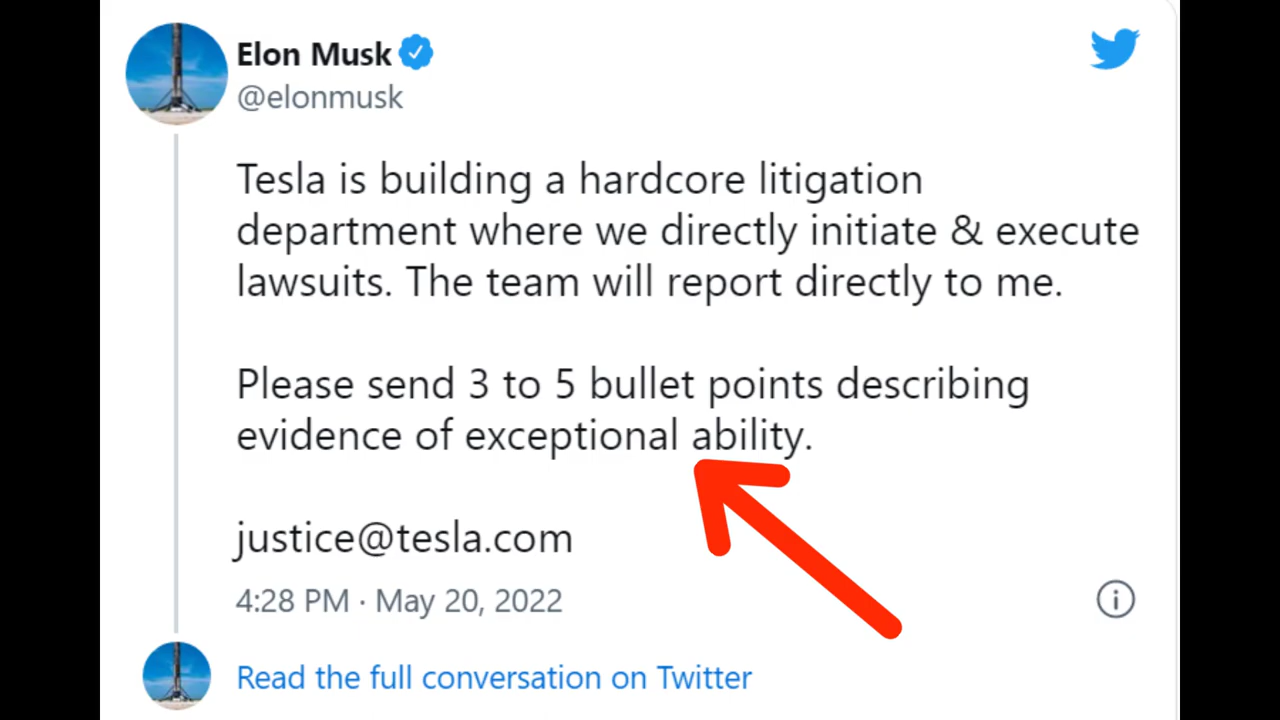 Elon Musk
@elonmusk
Tesla is building a hardcore litigation
department where we directly initiate & execute
lawsuits. The team will report directly to me.
Please send 3 to 5 bullet points describing
evidence of exceptional ability.
justice@tesla.com
4:28 PM · May 20, 2022
Read the full conversation on Twitter